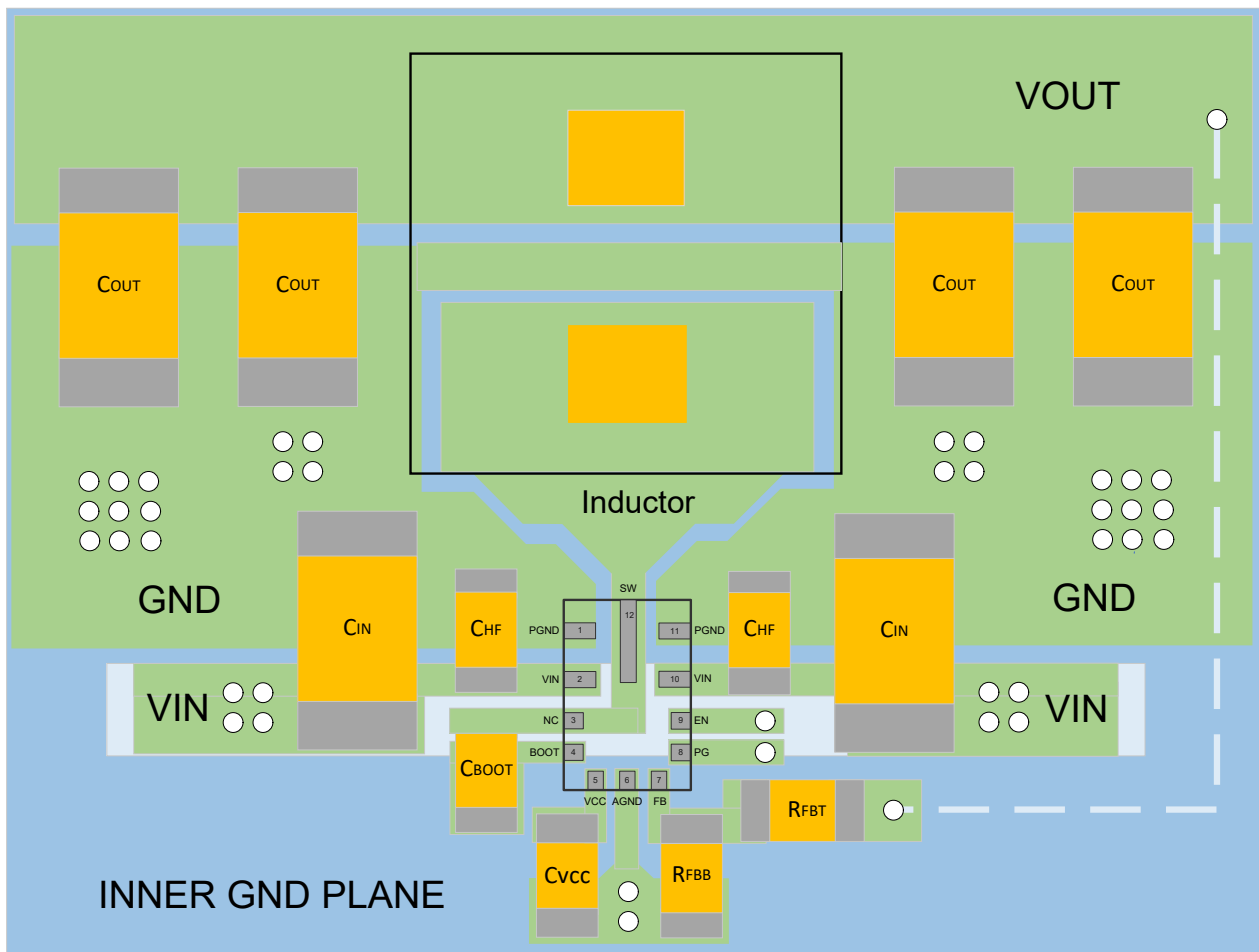 VOUT
COUT
COUT
COUT
COUT
Inductor
GND
GND
SW
12
CIN
CHF
PGND
1
11
PGND
CHF
CIN
VIN
VIN
2
10
VIN
VIN
NC
3
9
EN
BOOT
4
8
PG
CBOOT
5
6
7
VCC
AGND
FB
RFBT
CVCC
RFBB
INNER GND PLANE